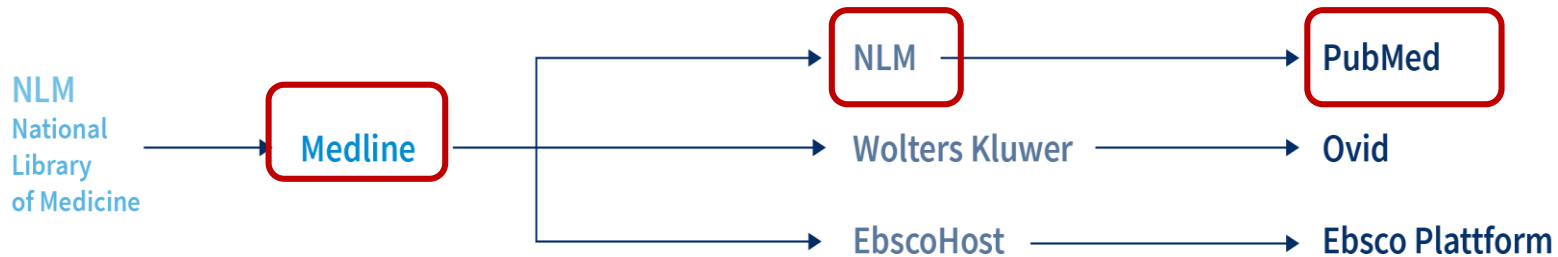 NLM
National
Library
of Medicine
Medline
NLM
PubMed
Wolters Kluwer
Ovid
EbscoHost
Ebsco Plattform